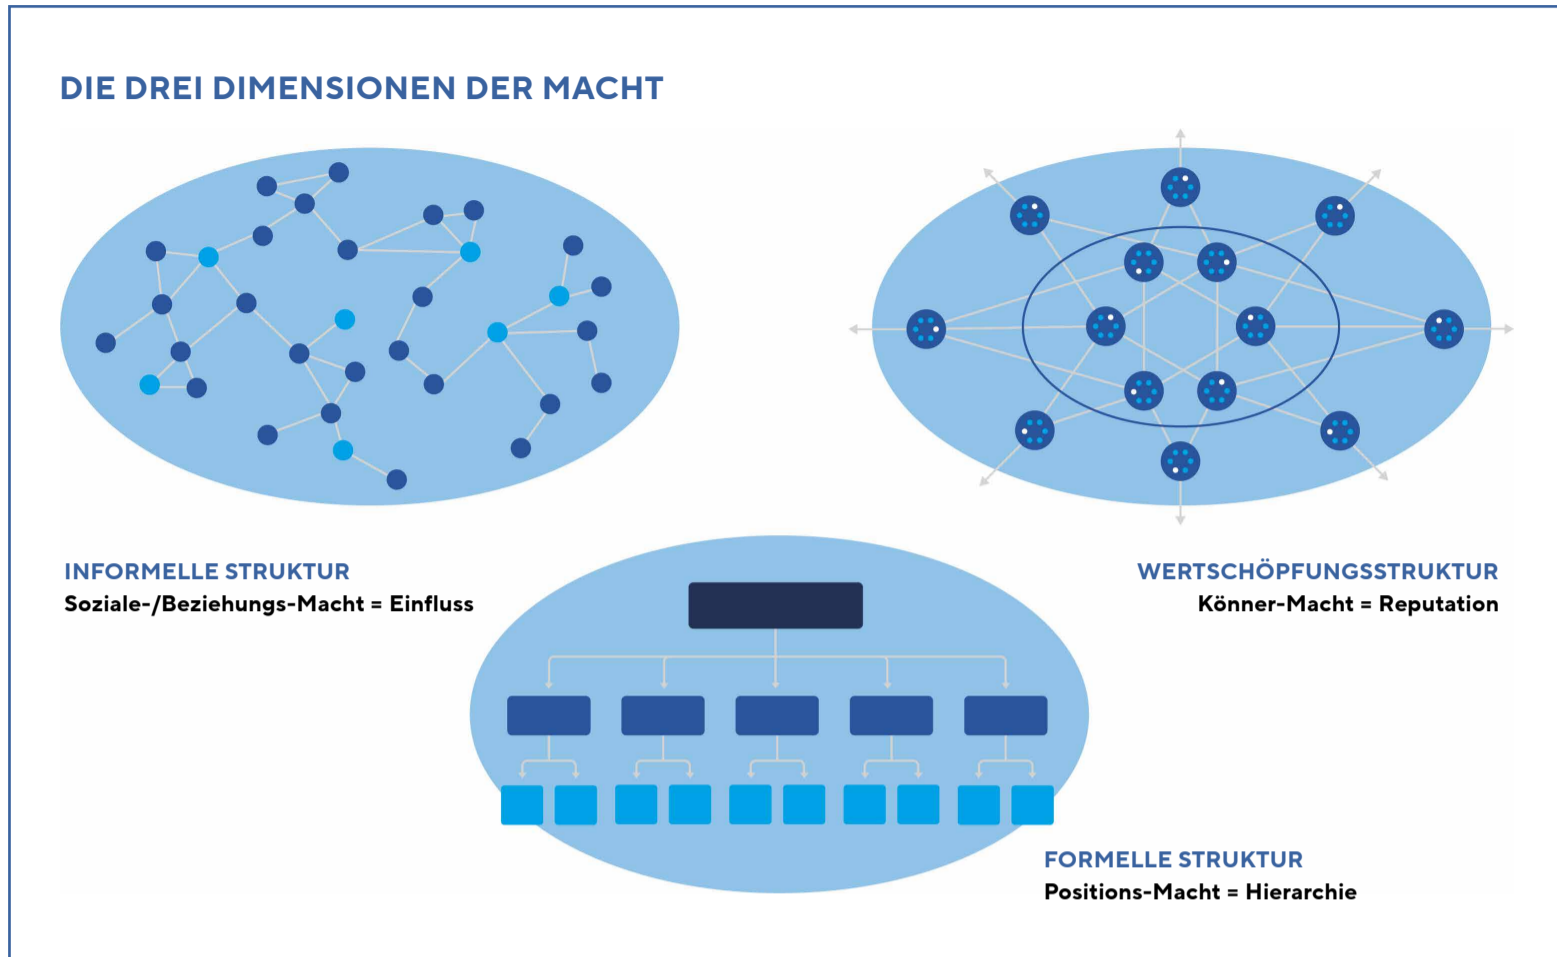 DIE DREI DIMENSIONEN DER MACHT
INFORMELLE STRUKTUR
Soziale-/Beziehungs-Macht = Einfluss
WERTSCHÖPFUNGSSTRUKTUR
Könner-Macht = Reputation
FORMELLE STRUKTUR
Positions-Macht = Hierarchie